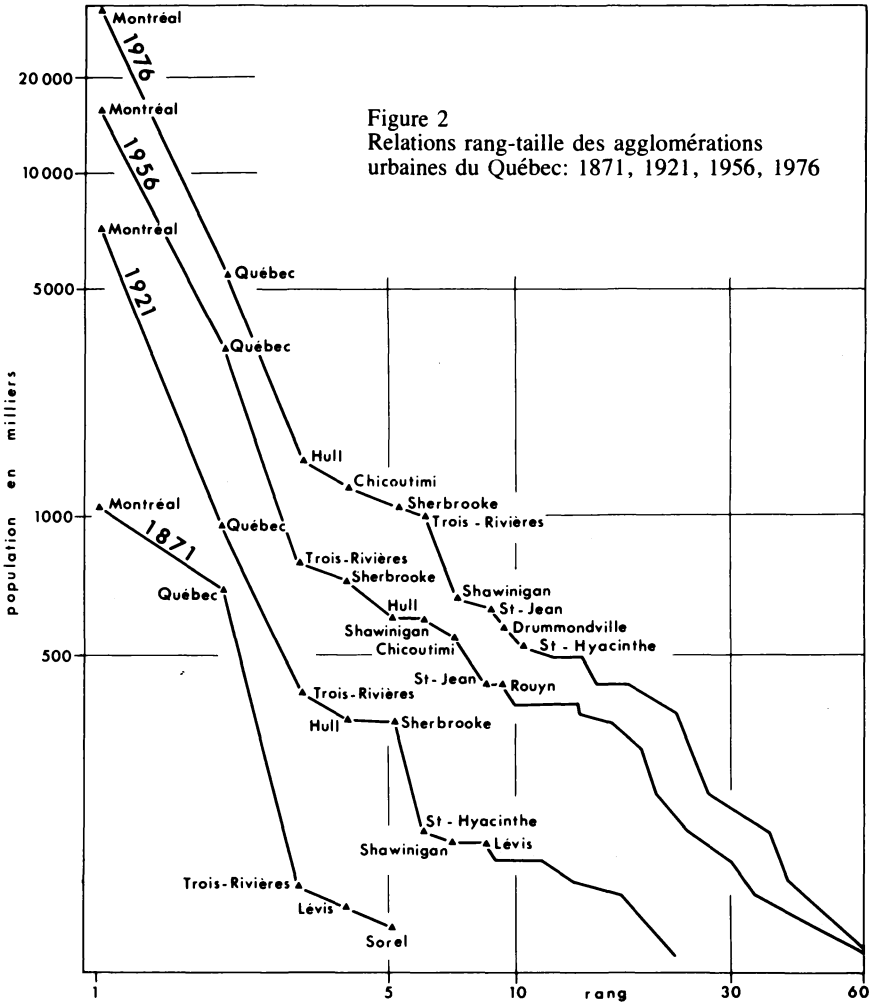 Figure 2
Relations rang-taille des agglomérations
urbaines du Québec: 1871, 1921, 1956, 1976
population en milliers
20 000
10 000
5000
1000
500
1976
Montréal
Québec
Hull
Chicoutimi
Sherbrooke
Trois - Rivières
Shawinigan
St - Jean
Drummondville
St - Hyacinthe
1956
Montréal
Québec
Trois-Rivières
Sherbrooke
Hull
Shawinigan
Chicoutimi
St-Jean
Rouyn
1921
Montréal
Québec
Trois-Rivières
Hull
Sherbrooke
St - Hyacinthe
Shawinigan
Lévis
1871
Montréal
Québec
Trois-Rivières
Lévis
Sorel
1
5
10
rang
30
60